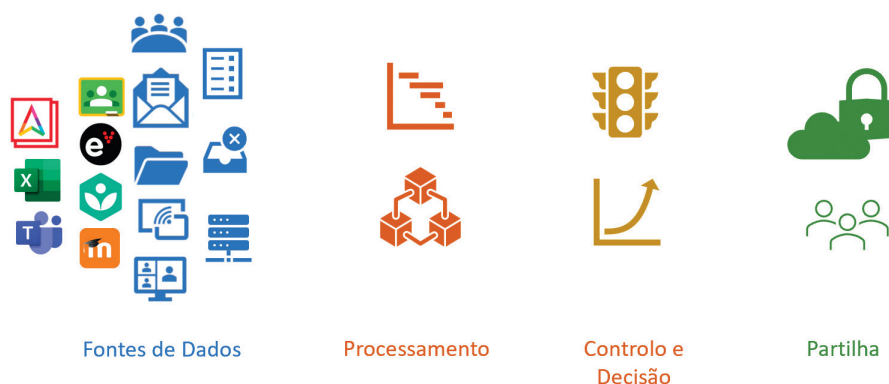 X
e
T
m
Fontes de Dados
Processamento
Controlo e
Decisão
Partilha